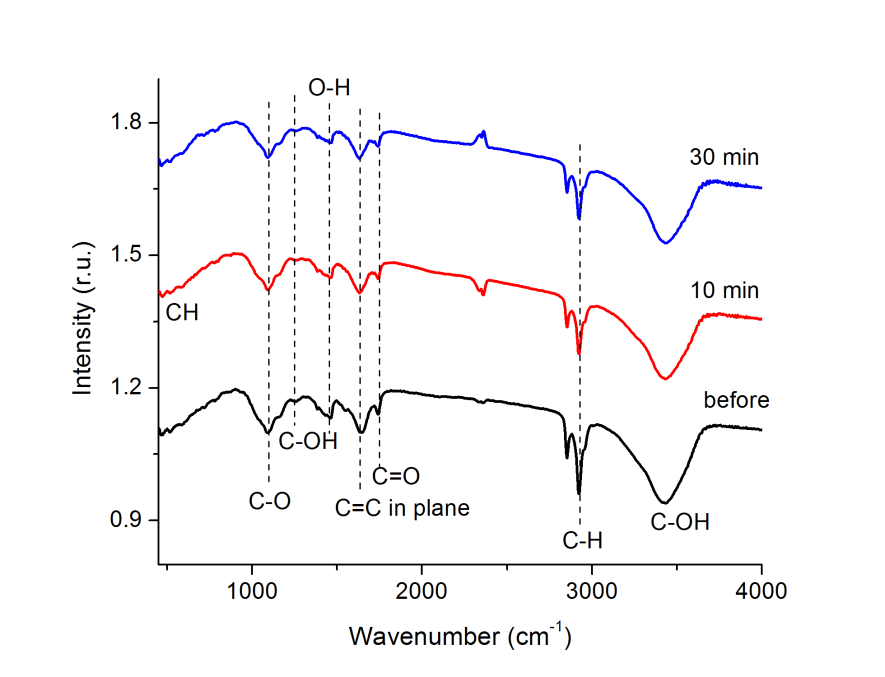 O-H
1.8
30 min
1.5
10 min
CH
1.2
before
C-OH
C=O
C-O
C=C in plane
C-OH
0.9
C-H
1000
2000
3000
4000
Intensity (r.u.)
Wavenumber (cm⁻¹)